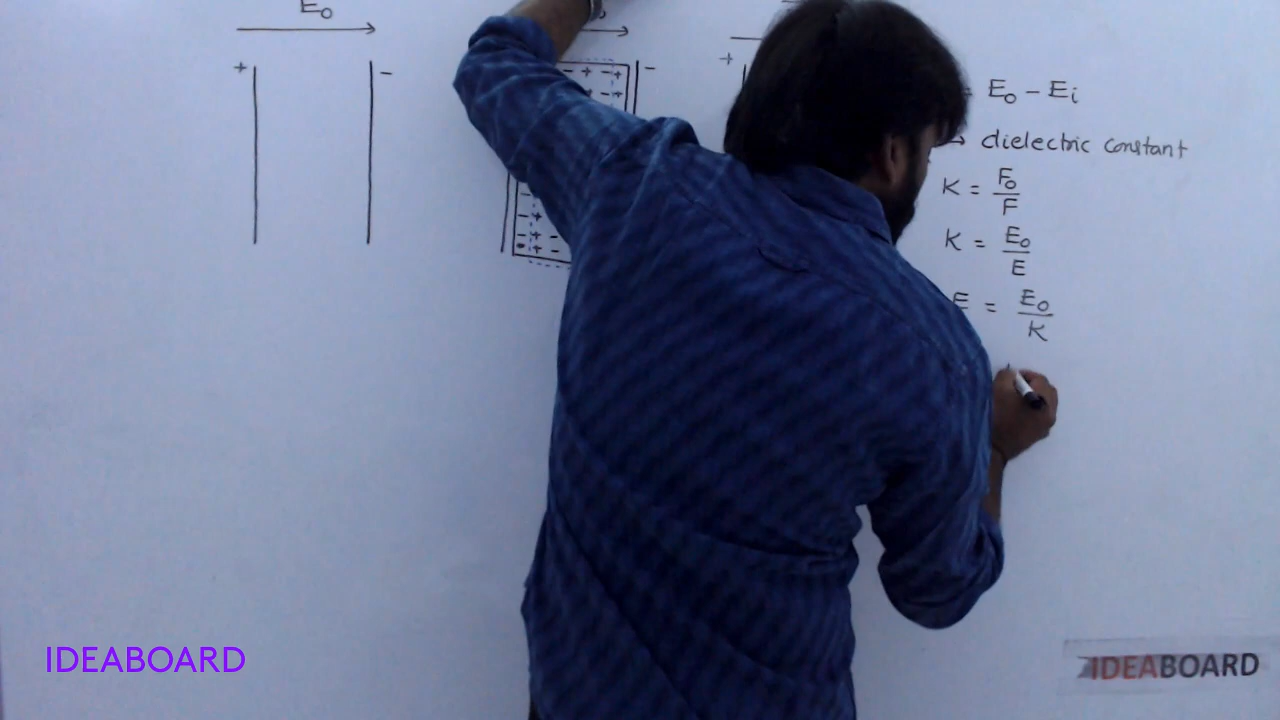 E₀
+ -
- + - +
- + - +
-
+
= E₀ - Eᵢ
→ dielectric constant
K = F₀/F
K = E₀/E
E = E₀/K
-
- +
- + - -
- + - -
IDEABOARD
IDEABOARD